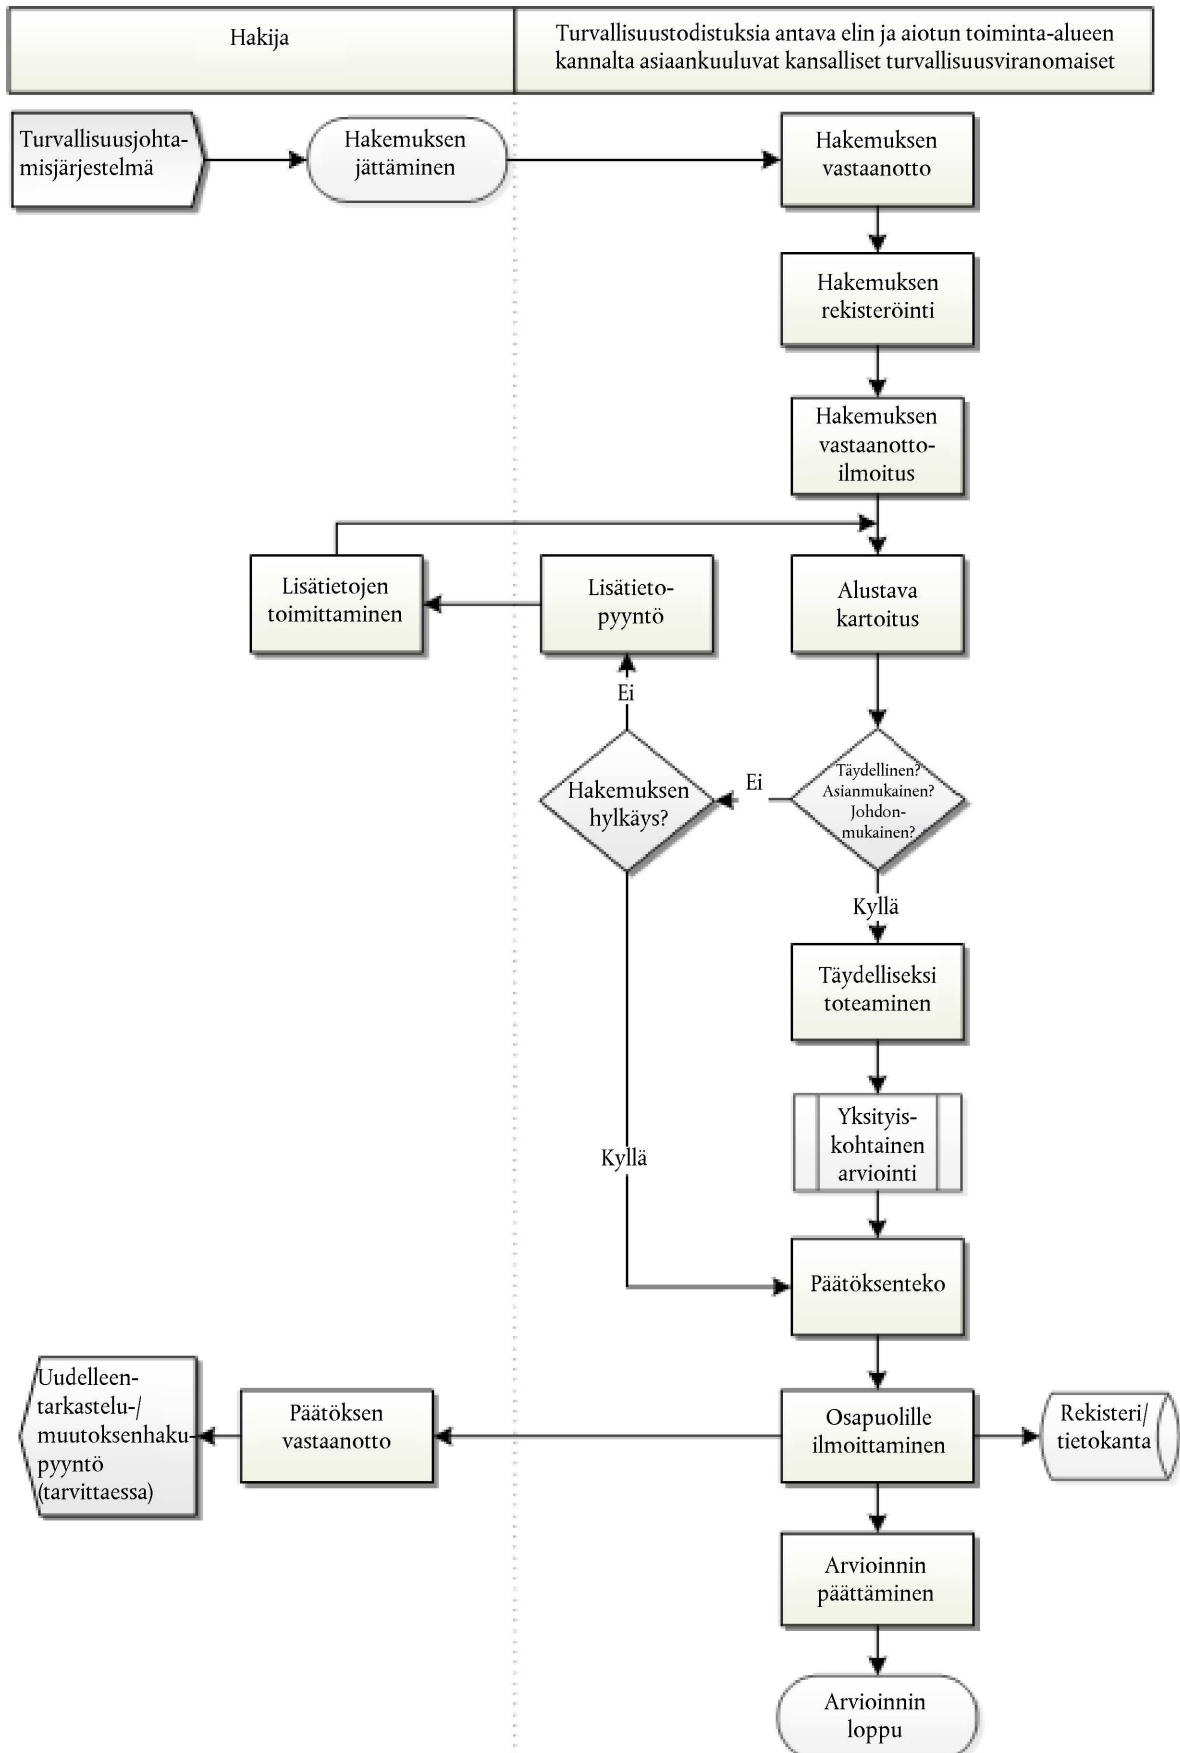 Hakija
Turvallisuustodistuksia antava elin ja aiotun toiminta-alueen
kannalta asiaankuuluvat kansalliset turvallisuusviranomaiset
Turvallisuusjohta-
misjärjestelmä
Hakemuksen
jättäminen
Hakemuksen
vastaanotto
Hakemuksen
rekisteröinti
Hakemuksen
vastaanotto-
ilmoitus
Lisätietojen
toimittaminen
Lisätieto-
pyyntö
Alustava
kartoitus
Ei
Hakemuksen
hylkäys?
Ei
Täydellinen?
Asianmukainen?
Johdon-
mukainen?
Kyllä
Täydelliseksi
toteaminen
Yksityis-
kohtainen
arviointi
Kyllä
Päätöksenteko
Uudelleen-
tarkastelu-/
muutoksenhaku-
pyyntö
(tarvittaessa)
Päätöksen
vastaanotto
Osapuolille
ilmoittaminen
Rekisteri/
tietokanta
Arvioinnin
päättäminen
Arvioinnin
loppu